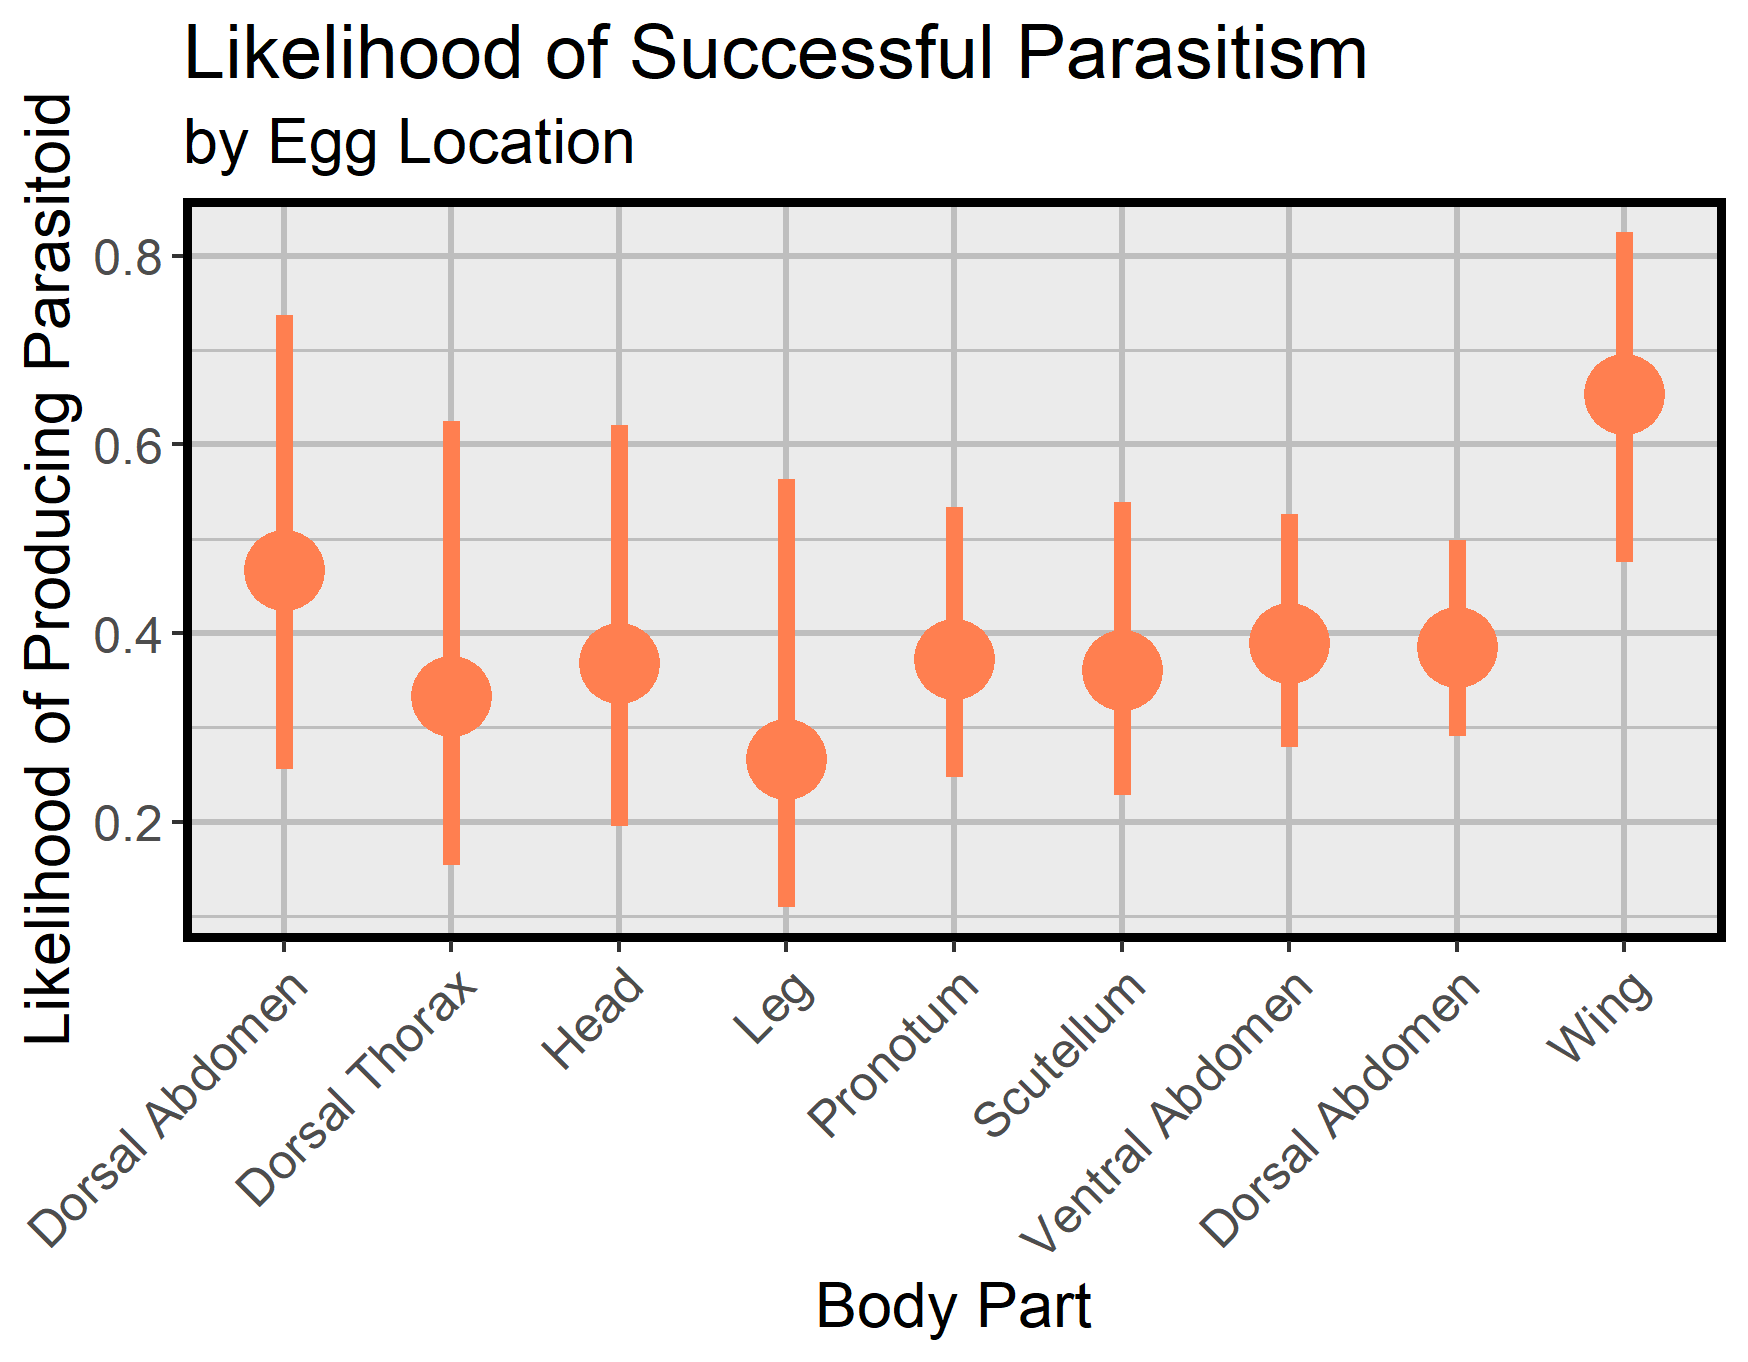 Likelihood of Successful Parasitism
by Egg Location
Likelihood of Producing Parasitoid
0.8
0.6
0.4
0.2
Dorsal Abdomen
Dorsal Thorax
Head
Leg
Pronotum
Scutellum
Ventral Abdomen
Dorsal Abdomen
Wing
Body Part